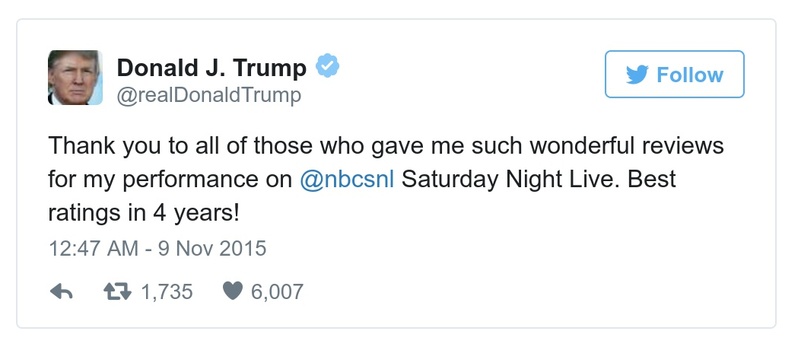 Donald J. Trump
@realDonaldTrump
Follow
Thank you to all of those who gave me such wonderful reviews
for my performance on @nbcsnl Saturday Night Live. Best
ratings in 4 years!
12:47 AM - 9 Nov 2015
1,735 6,007